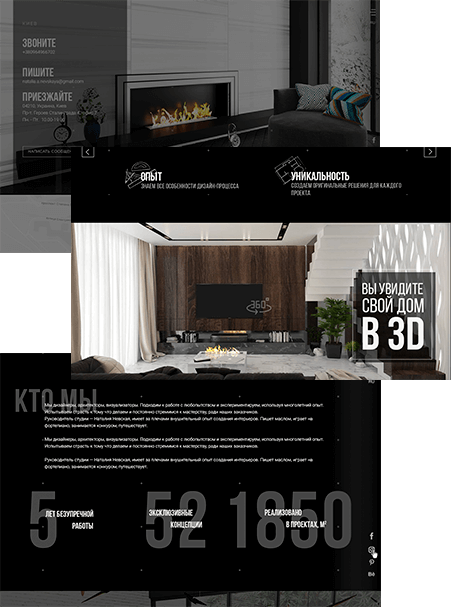 ЗВОНИТЕ
ПИШИТЕ
ПРИЕЗЖАЙТЕ
04210, Украина, Киев
НАПИСАТЬ СООБЩ
ОПЫТ
ЗНАЕМ ВСЕ ОСОБЕННОСТИ ДИЗАЙН-ПРОЦЕССА
УНИКАЛЬНОСТЬ
СОЗДАЕМ ОРИГИНАЛЬНЫЕ РЕШЕНИЯ ДЛЯ КАЖДОГО
ПРОЕКТА
360°
ВЫ УВИДИТЕ
СВОЙ ДОМ
В 3D
КТО МЫ
Мы дизайнеры, архитекторы, визуализаторы. Подходим к работе с любопытством и экспериментируем, используя многолетний опыт.
Испытываем страсть к тому что делаем и постоянно стремимся к мастерству, ради наших заказчиков.
Руководитель студии – Наталия Невская, имеет за плечами внушительный опыт создания интерьеров. Пишет маслом, играет на
фортепиано, занимается конкуром, путешествует.
Мы дизайнеры, архитекторы, визуализаторы. Подходим к работе с любопытством и экспериментируем, используя многолетний опыт.
Испытываем страсть к тому что делаем и постоянно стремимся к мастерству, ради наших заказчиков.
Руководитель студии – Наталия Невская, имеет за плечами внушительный опыт создания интерьеров. Пишет маслом, играет на
фортепиано, занимается конкуром, путешествует.
5 ЛЕТ БЕЗУПРЕЧНОЙ
РАБОТЫ
52 ЭКСКЛЮЗИВНЫЕ
КОНЦЕПЦИИ
1850 РЕАЛИЗОВАНО
В ПРОЕКТАХ, М²
Bē